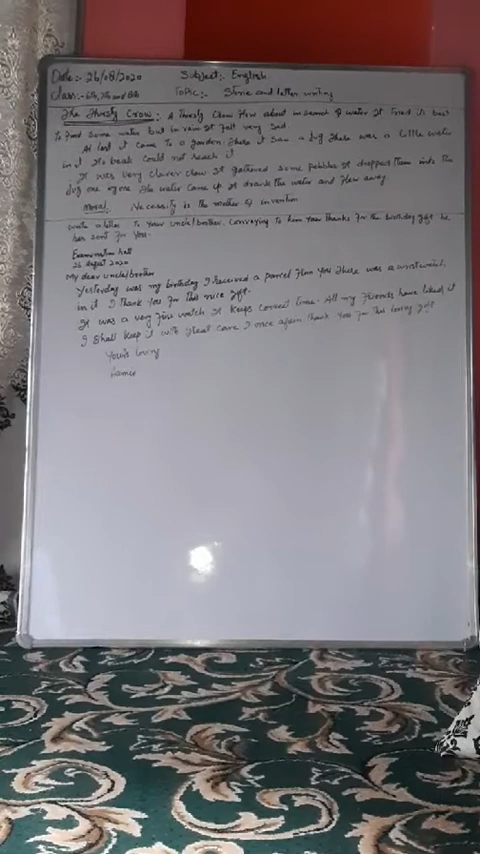 Date:- 26/08/2020 Subject:- English
Class:- 6th, 7th and 8th Topic:- Storie and letter writing
The Thirsty Crow: A Thirsty Crow flew about in search of water It tried its best
To find some water but in vain It felt very sad
At last it came to a garden. There it saw a Jug There was a little water
in it Its beak could not reach it
It was very clever crow It gathered some pebbles It dropped them into the
Jug one by one The water came up It drank the water and flew away.
Moral: Necessity is the mother of invention
Write a letter to Your uncle/brother, Conveying to him Your thanks for the birthday gift he
has sent for You.
Examination hall
26 August 2020
My dear uncle/brother
Yesterday was my birthday I received a parcel from You There was a wristwatch
in it I thank You for this nice gift.
It was a very fine watch It keeps correct time. All my friends have liked it
I shall keep it with great care I once again thank You for this loving gift
Yours loving